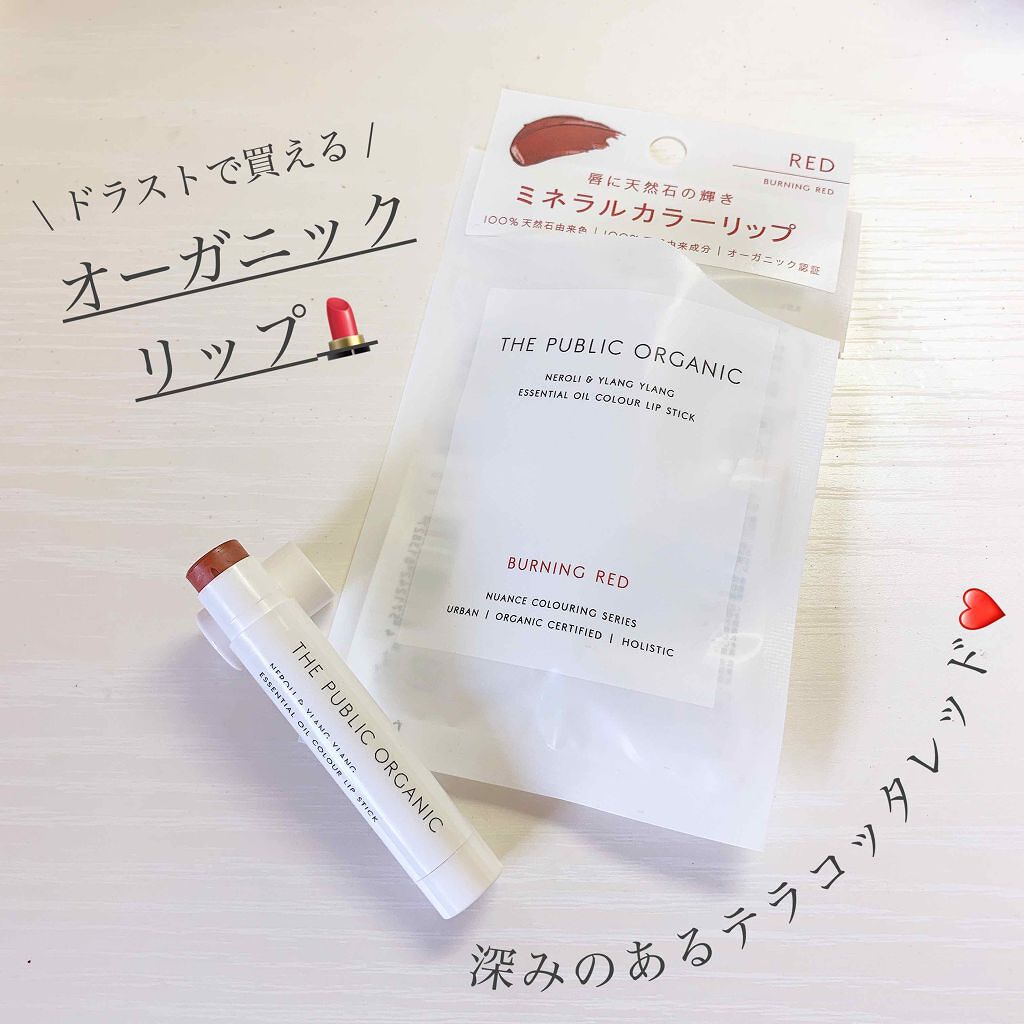 \ ドラストで買える /
オーガニック
リップ💄
RED
BURNING RED
唇に天然石の輝き
ミネラルカラーリップ
100%天然石由来色 | 100% 由来成分 | オーガニック認証
THE PUBLIC ORGANIC
NEROLI & YLANG YLANG
ESSENTIAL OIL COLOUR LIP STICK
BURNING RED
NUANCE COLOURING SERIES
URBAN | ORGANIC CERTIFIED | HOLISTIC
THE PUBLIC ORGANIC
NEROLI & YLANG YLANG
ESSENTIAL OIL COLOUR LIP STICK
深みのあるテラコッタレッド❤️